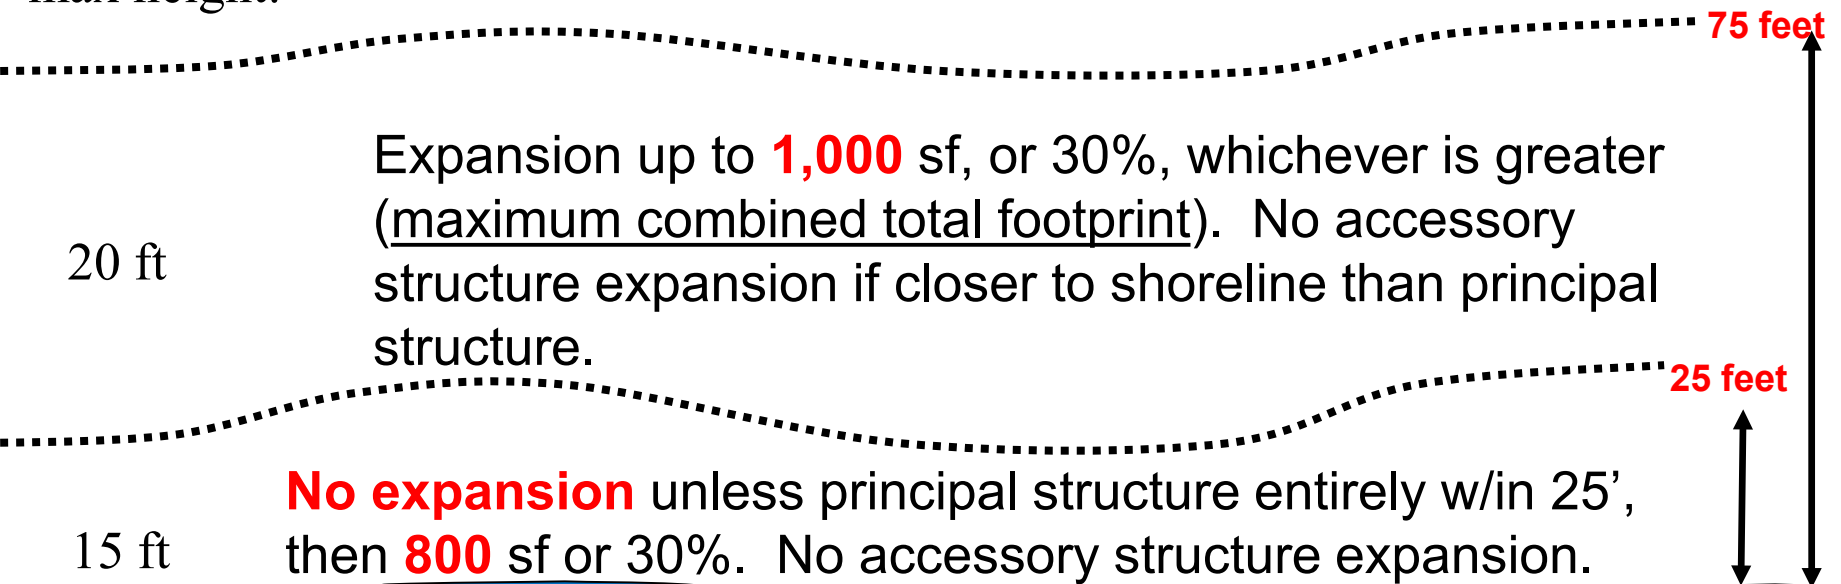 max height.
75 feet
Expansion up to 1,000 sf, or 30%, whichever is greater
(maximum combined total footprint). No accessory
20 ft
structure expansion if closer to shoreline than principal
structure.
25 feet
No expansion unless principal structure entirely w/in 25’,
15 ft
then 800 sf or 30%. No accessory structure expansion.